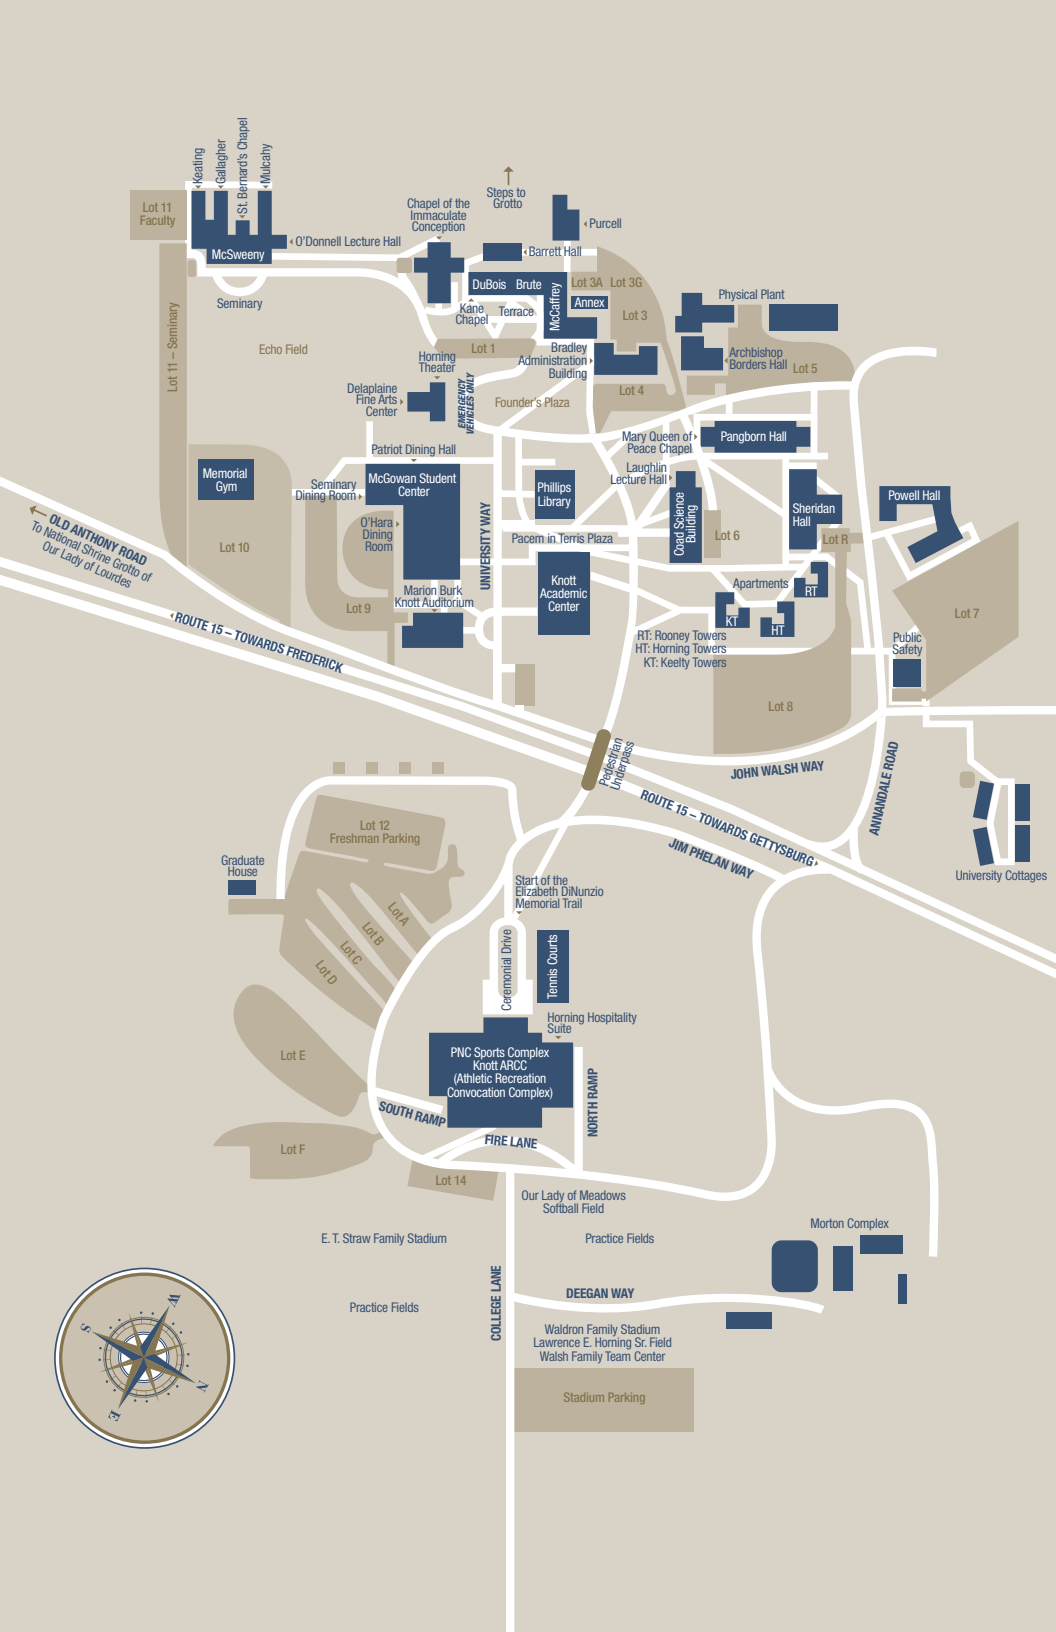 Keating
Gallagher
St. Bernard's Chapel
Mulcahy
Lot 11
Faculty
McSweeny
O'Donnell Lecture Hall
Seminary
Lot 11 – Seminary
Echo Field
Chapel of the
Immaculate
Conception
Steps to
Grotto
Purcell
Barrett Hall
DuBois
Brute
McCaffrey
Annex
Lot 3A
Lot 3G
Lot 3
Kane
Chapel
Terrace
Lot 1
Physical Plant
Bradley
Administration
Building
Archbishop
Borders Hall
Lot 5
Lot 4
Horning
Theater
Delaplaine
Fine Arts
Center
EMERGENCY
VEHICLES ONLY
Founder's Plaza
Mary Queen of
Peace Chapel
Pangborn Hall
Patriot Dining Hall
Laughlin
Lecture Hall
Memorial
Gym
Seminary
Dining Room
McGowan Student
Center
Phillips
Library
Coad Science
Building
Sheridan
Hall
Powell Hall
O'Hara
Dining
Room
UNIVERSITY WAY
Pacem in Terris Plaza
Lot 6
Lot R
OLD ANTHONY ROAD
To National Shrine Grotto of
Our Lady of Lourdes
Lot 10
Lot 9
Marion Burk
Knott Auditorium
Knott
Academic
Center
Apartments
RT
KT
HT
RT: Rooney Towers
HT: Horning Towers
KT: Keelty Towers
Lot 7
Public
Safety
Lot 8
ROUTE 15 – TOWARDS FREDERICK
Pedestrian
Underpass
JOHN WALSH WAY
ANNANDALE ROAD
ROUTE 15 – TOWARDS GETTYSBURG
JIM PHELAN WAY
University Cottages
Lot 12
Freshman Parking
Graduate
House
Lot A
Lot B
Lot C
Lot D
Start of the
Elizabeth DiNunzio
Memorial Trail
Ceremonial Drive
Tennis Courts
Horning Hospitality
Suite
Lot E
PNC Sports Complex
Knott ARCC
(Athletic Recreation
Convocation Complex)
SOUTH RAMP
NORTH RAMP
FIRE LANE
Lot F
Lot 14
Our Lady of Meadows
Softball Field
E. T. Straw Family Stadium
Practice Fields
Morton Complex
COLLEGE LANE
DEEGAN WAY
Practice Fields
Waldron Family Stadium
Lawrence E. Horning Sr. Field
Walsh Family Team Center
Stadium Parking
W
S
N
E